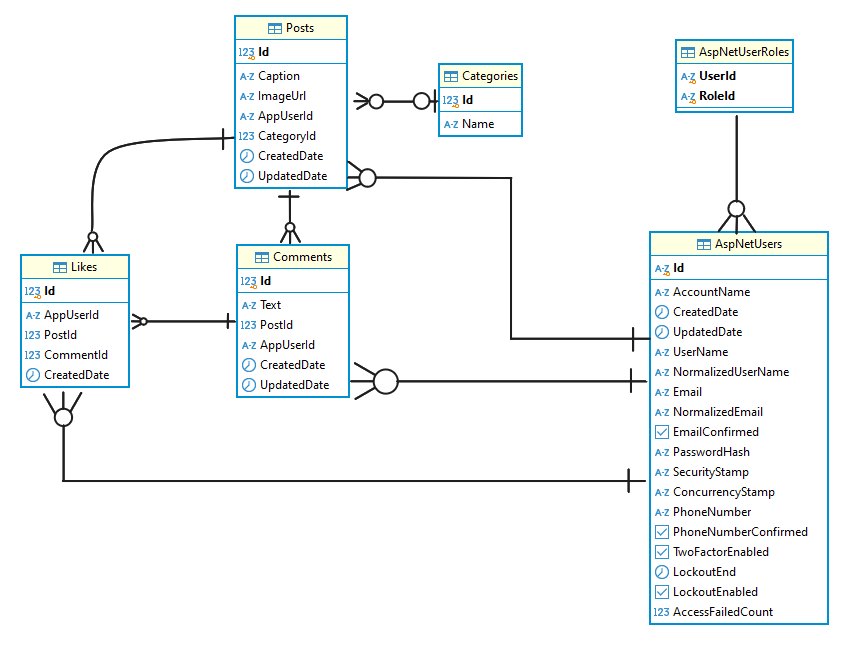 Posts
123 Id
A-Z Caption
A-Z ImageUrl
A-Z AppUserId
123 CategoryId
CreatedDate
UpdatedDate
Categories
123 Id
A-Z Name
AspNetUserRoles
A-Z UserId
A-Z RoleId
Likes
123 Id
A-Z AppUserId
123 PostId
123 CommentId
CreatedDate
Comments
123 Id
A-Z Text
123 PostId
A-Z AppUserId
CreatedDate
UpdatedDate
AspNetUsers
A-Z Id
A-Z AccountName
CreatedDate
UpdatedDate
A-Z UserName
A-Z NormalizedUserName
A-Z Email
A-Z NormalizedEmail
EmailConfirmed
A-Z PasswordHash
A-Z SecurityStamp
A-Z ConcurrencyStamp
A-Z PhoneNumber
PhoneNumberConfirmed
TwoFactorEnabled
LockoutEnd
LockoutEnabled
123 AccessFailedCount